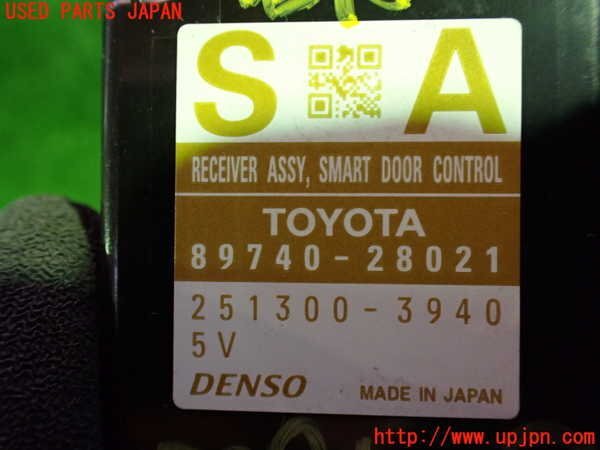 USED PARTS JAPAN
S A
RECEIVER ASSY, SMART DOOR CONTROL
TOYOTA
89740-28021
251300-3940
5V
DENSO MADE IN JAPAN
http://www.upjpn.com/